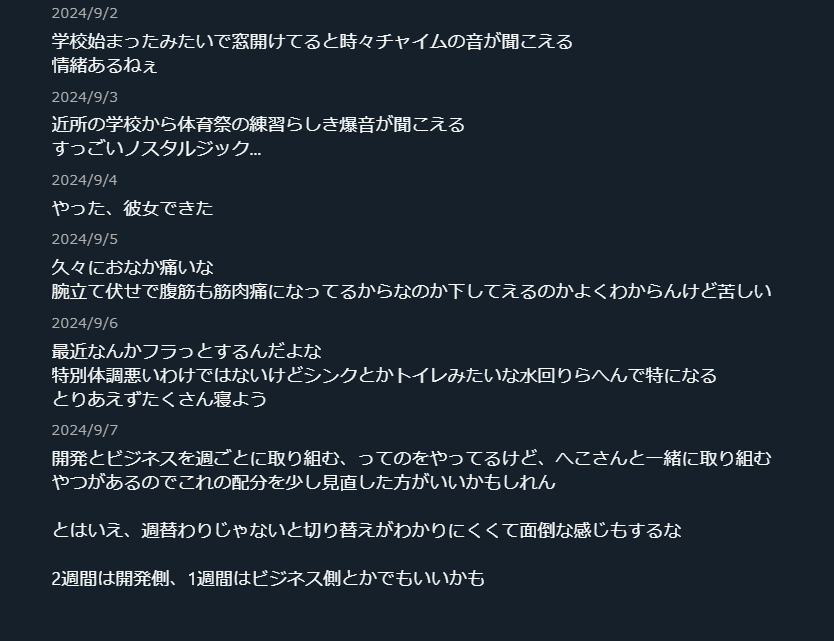 2024/9/2
学校始まったみたいで窓開けてると時々チャイムの音が聞こえる
情緒あるねぇ
2024/9/3
近所の学校から体育祭の練習らしき爆音が聞こえる
すっごいノスタルジック…
2024/9/4
やった、彼女できた
2024/9/5
久々におなか痛いな
腕立て伏せで腹筋も筋肉痛になってるからなのか下してえるのかよくわからんけど苦しい
2024/9/6
最近なんかフラっとするんだよな
特別体調悪いわけではないけどシンクとかトイレみたいな水回りらへんで特になる
とりあえずたくさん寝よう
2024/9/7
開発とビジネスを週ごとに取り組む、ってのをやってるけど、へこさんと一緒に取り組む
やつがあるのでこれの配分を少し見直した方がいいかもしれん
とはいえ、週替わりじゃないと切り替えがわかりにくくて面倒な感じもするな
2週間は開発側、1週間はビジネス側とかでもいいかも